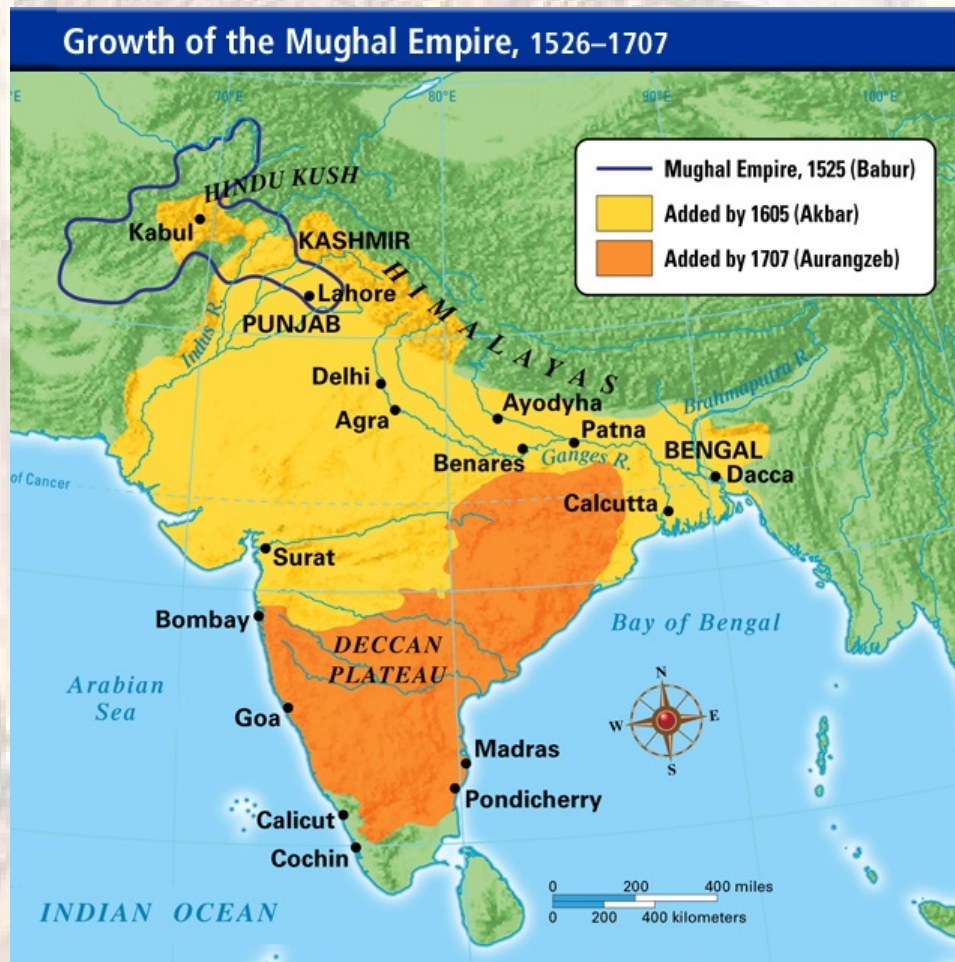 Growth of the Mughal Empire, 1526–1707
°E
70°E
80°E
90°E
100°E
Mughal Empire, 1525 (Babur)
Added by 1605 (Akbar)
Added by 1707 (Aurangzeb)
HINDU KUSH
Kabul
KASHMIR
HIMALAYAS
Lahore
Indus R.
PUNJAB
Delhi
Agra
Ayodyha
Brahmaputra R.
Patna
Benares
Ganges R.
BENGAL
Dacca
of Cancer
Calcutta
Surat
Bombay
Bay of Bengal
DECCAN
PLATEAU
Arabian
Sea
N
W
E
S
Goa
Madras
Pondicherry
Calicut
Cochin
0 200 400 miles
0 200 400 kilometers
INDIAN OCEAN